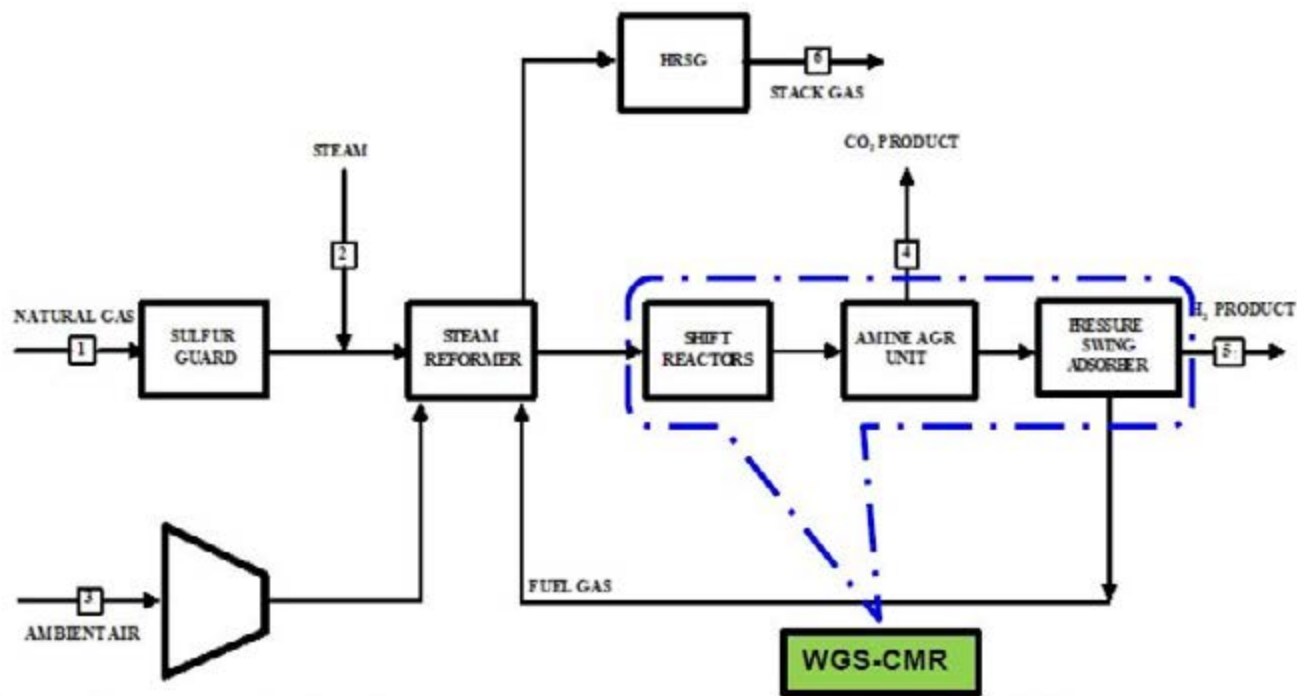 HRSG
6
STACK GAS
STEAM
CO₂ PRODUCT
2
4
NATURAL GAS
1
SULFUR
GUARD
STEAM
REFORMER
SHIFT
REACTORS
AMINE AGR
UNIT
PRESSURE
SWING
ADSORBER
H₂ PRODUCT
5
FUEL GAS
3
AMBIENT AIR
WGS-CMR